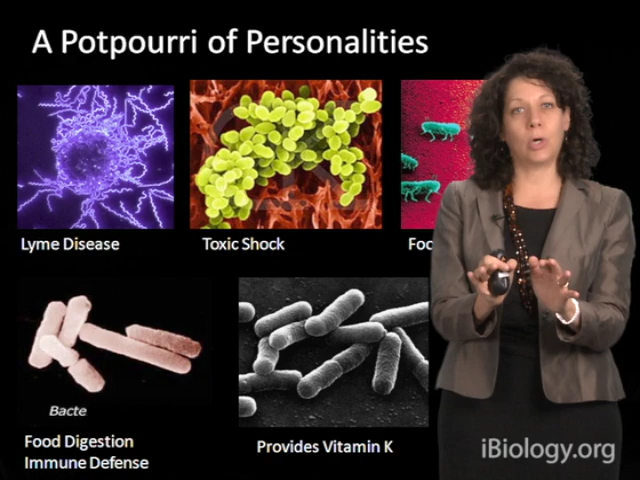 A Potpourri of Personalities
Lyme Disease
Toxic Shock
Foo
Bacte
Food Digestion
Immune Defense
Provides Vitamin K
iBiology.org